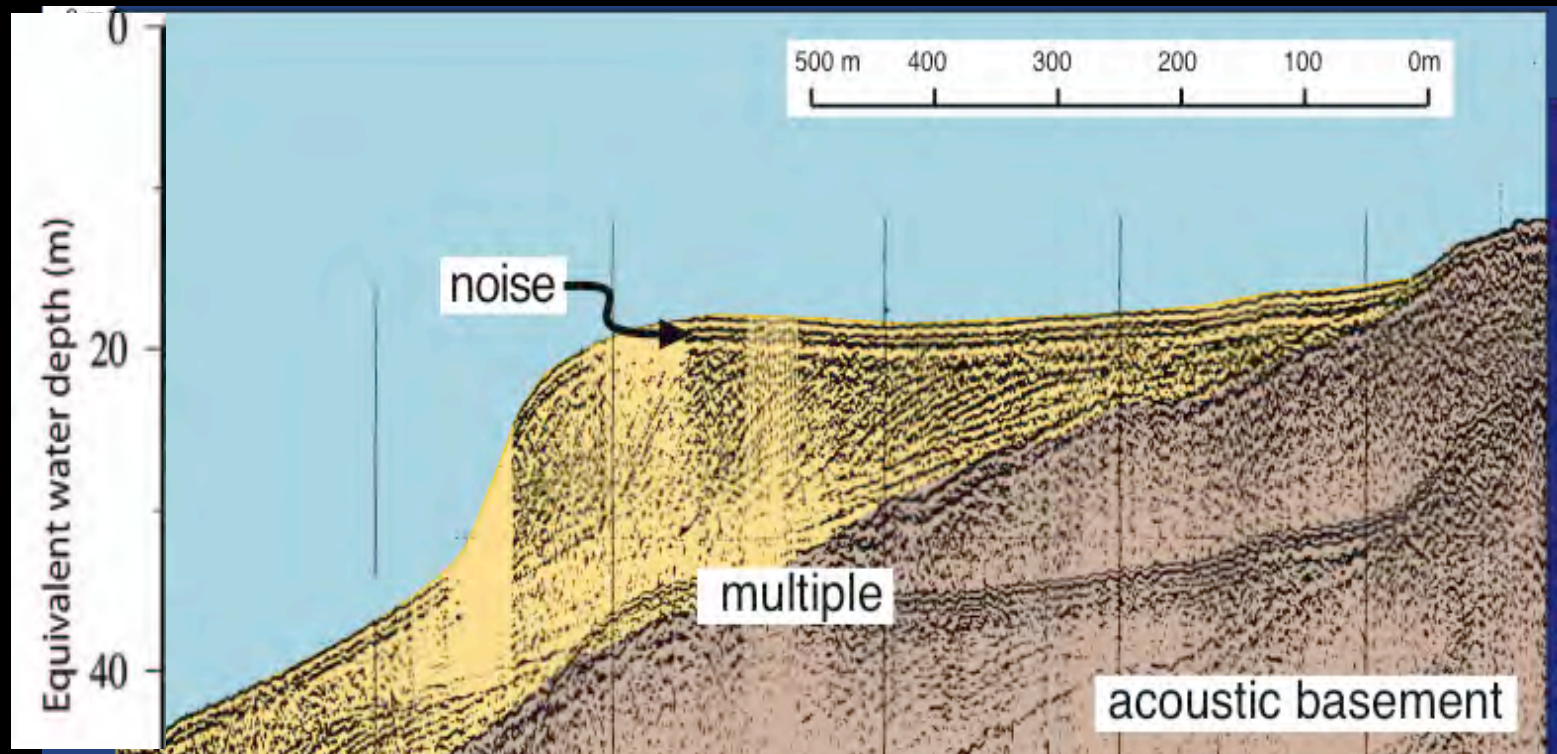 0
500 m 400 300 200 100 0m
noise
20
Equivalent water depth (m)
multiple
40
acoustic basement